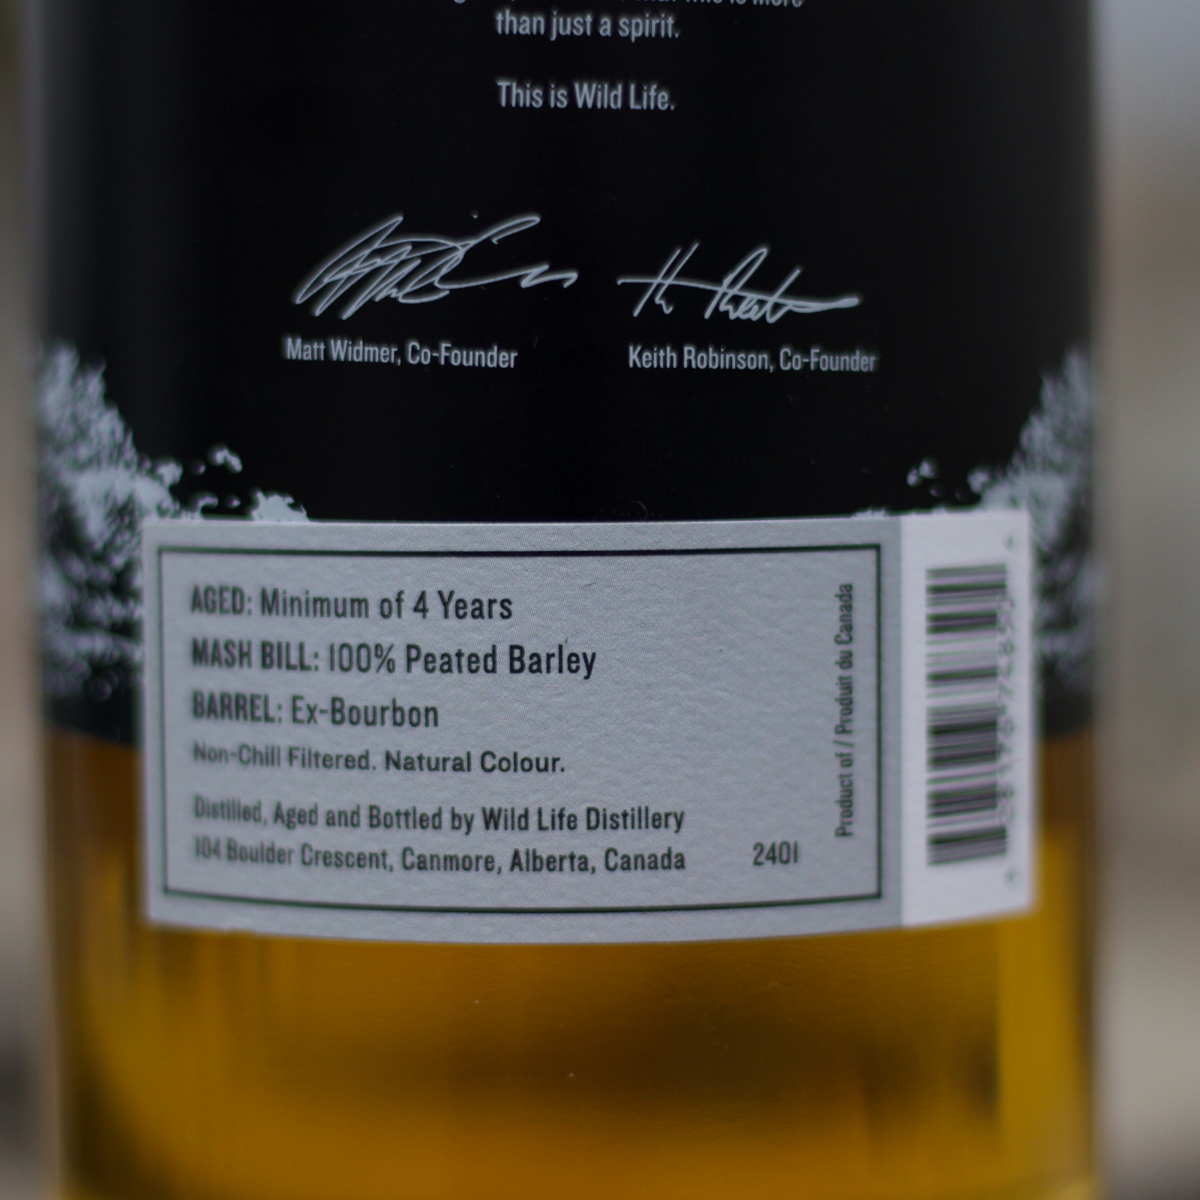 than just a spirit.
This is Wild Life.
Matt Widmer, Co-Founder
Keith Robinson, Co-Founder
AGED: Minimum of 4 Years
MASH BILL: 100% Peated Barley
BARREL: Ex-Bourbon
Non-Chill Filtered. Natural Colour.
Distilled, Aged and Bottled by Wild Life Distillery
104 Boulder Crescent, Canmore, Alberta, Canada
2401
Product of / Produit du Canada